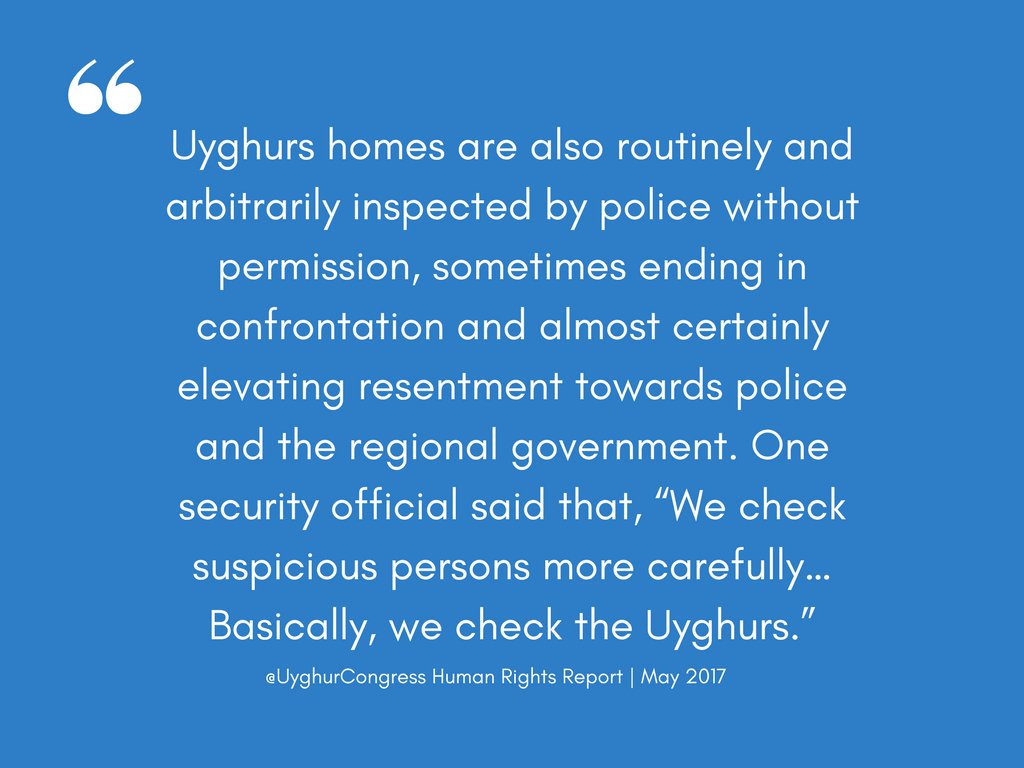 “
Uyghurs homes are also routinely and
arbitrarily inspected by police without
permission, sometimes ending in
confrontation and almost certainly
elevating resentment towards police
and the regional government. One
security official said that, “We check
suspicious persons more carefully…
Basically, we check the Uyghurs.”
@UyghurCongress Human Rights Report | May 2017